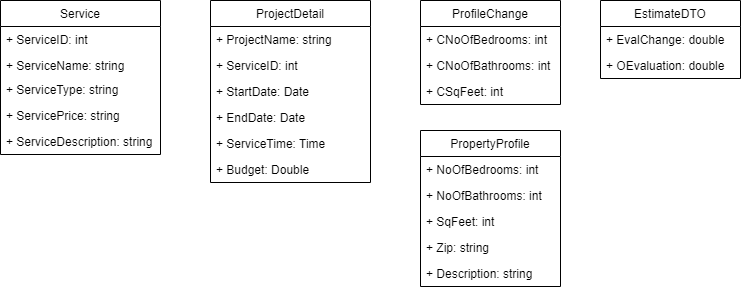 Service
+ ServiceID: int
+ ServiceName: string
+ ServiceType: string
+ ServicePrice: string
+ ServiceDescription: string
ProjectDetail
+ ProjectName: string
+ ServiceID: int
+ StartDate: Date
+ EndDate: Date
+ ServiceTime: Time
+ Budget: Double
ProfileChange
+ CNoOfBedrooms: int
+ CNoOfBathrooms: int
+ CSqFeet: int
PropertyProfile
+ NoOfBedrooms: int
+ NoOfBathrooms: int
+ SqFeet: int
+ Zip: string
+ Description: string
EstimateDTO
+ EvalChange: double
+ OEvaluation: double